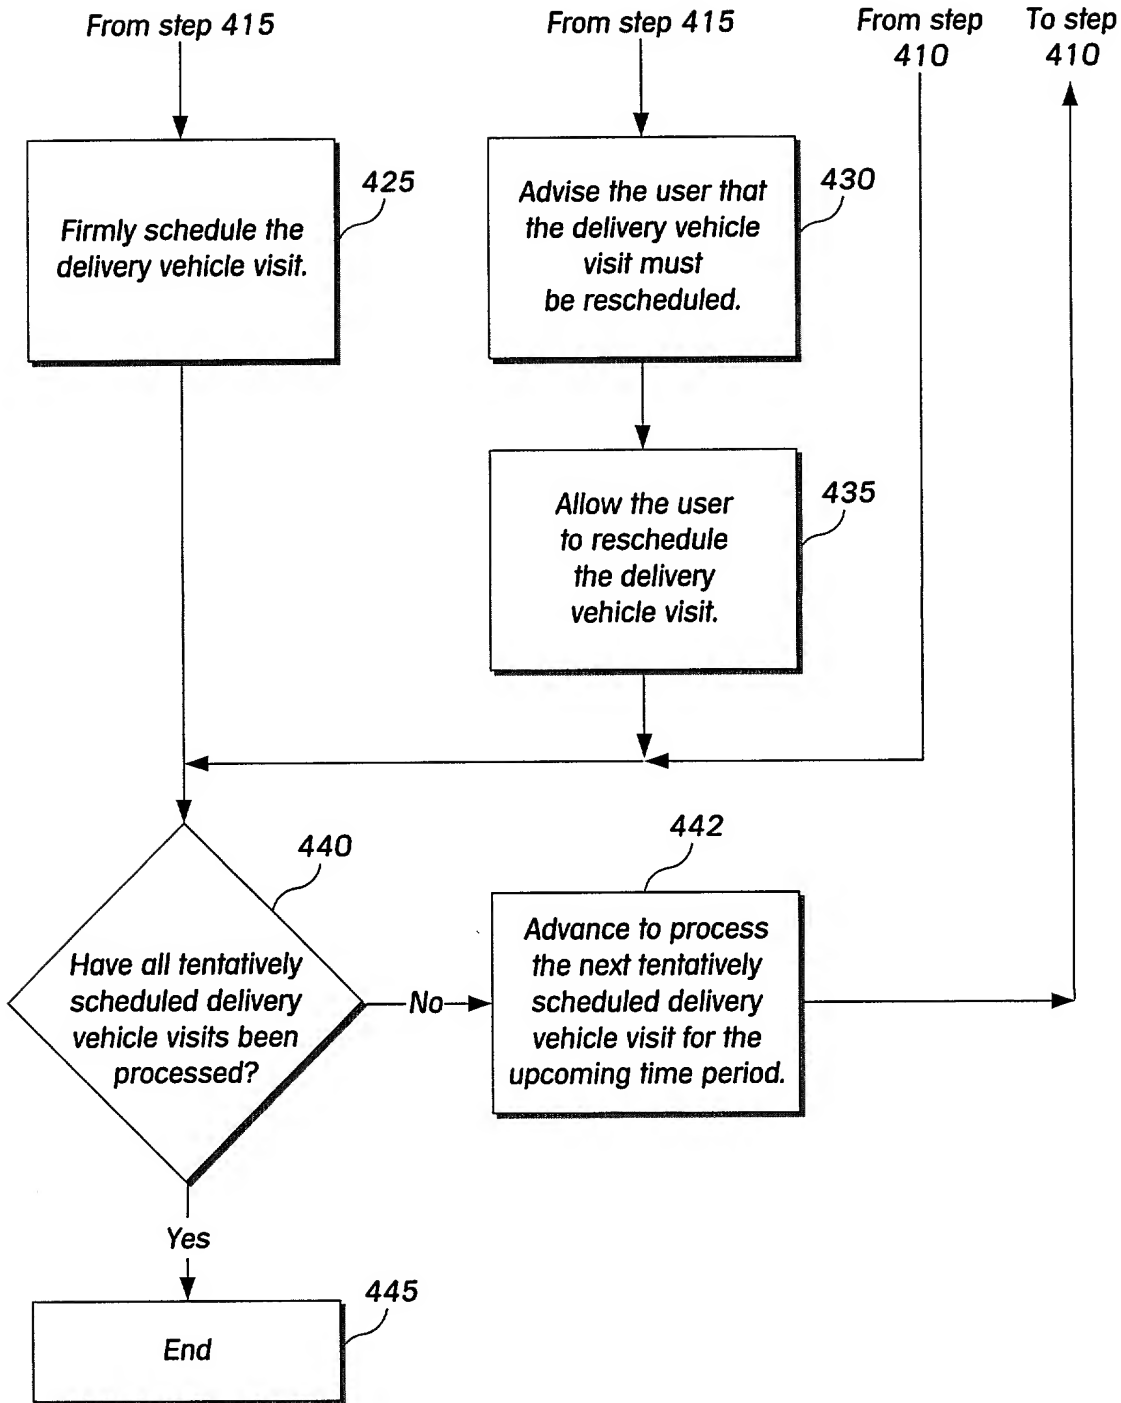 From step 415
From step 415
From step
410
To step
410
425
Firmly schedule the
delivery vehicle visit.
430
Advise the user that
the delivery vehicle
visit must
be rescheduled.
435
Allow the user
to reschedule
the delivery
vehicle visit.
440
Have all tentatively
scheduled delivery
vehicle visits been
processed?
No
442
Advance to process
the next tentatively
scheduled delivery
vehicle visit for the
upcoming time period.
Yes
445
End